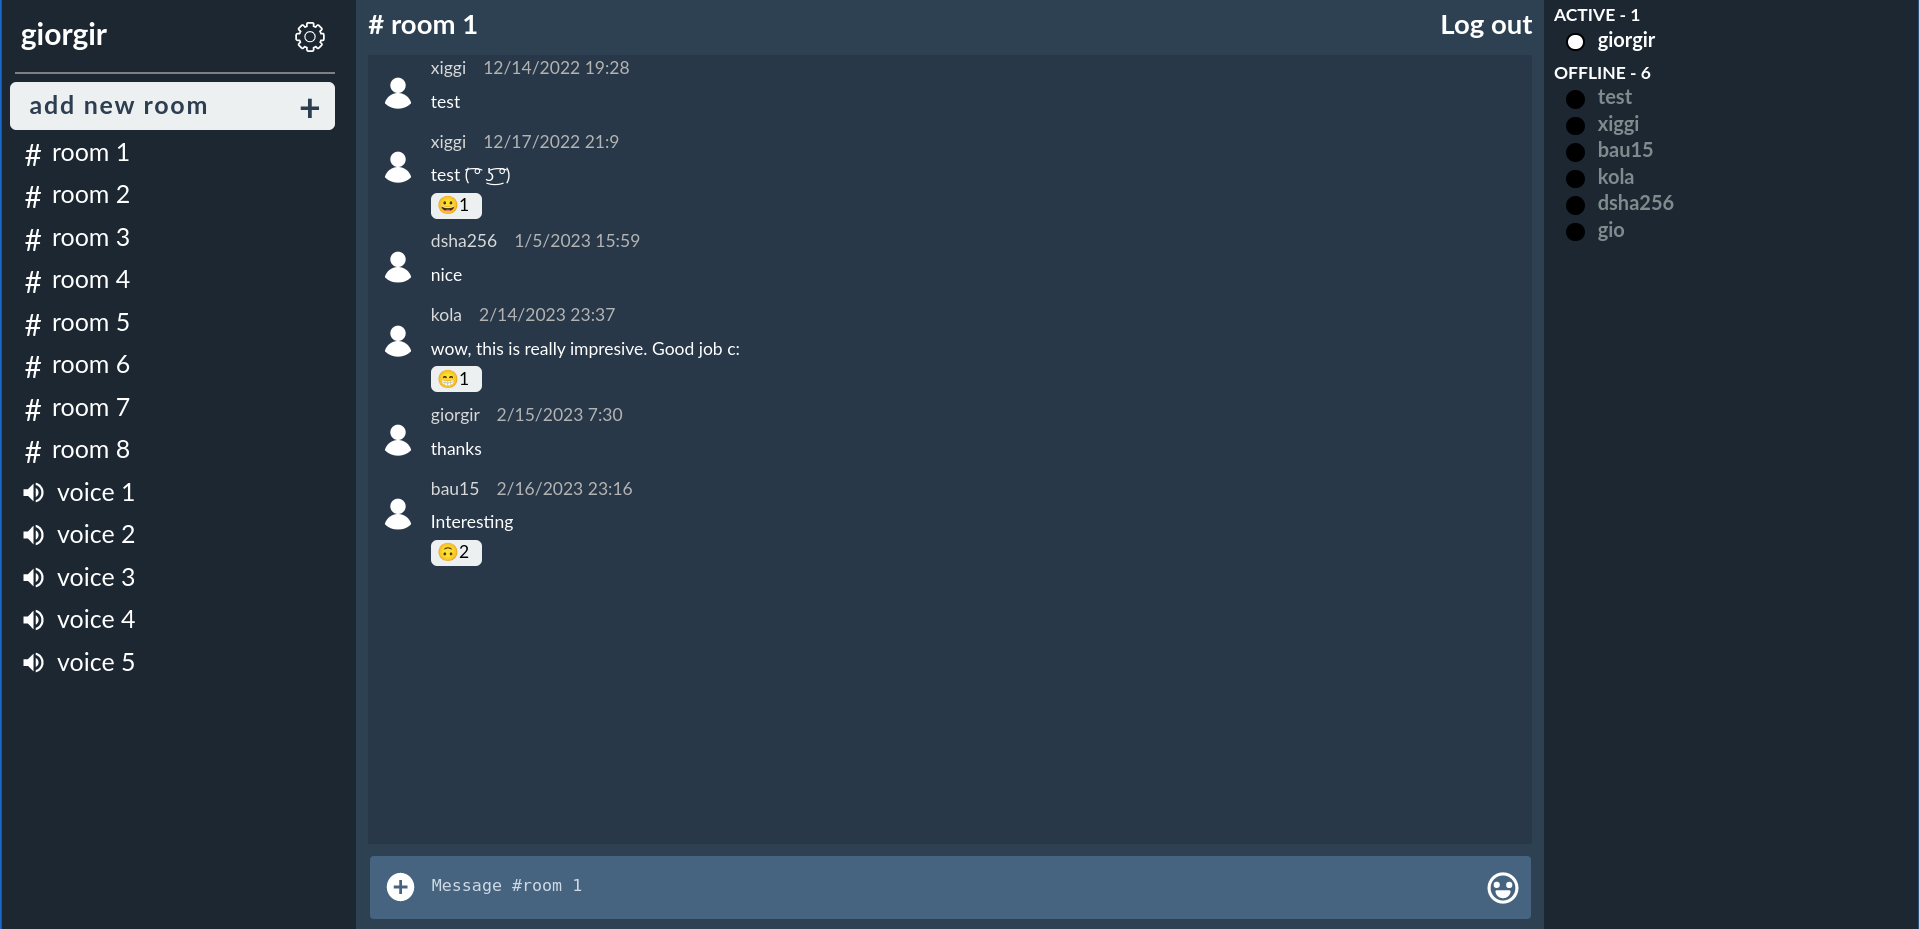 giorgir
add new room +
# room 1
# room 2
# room 3
# room 4
# room 5
# room 6
# room 7
# room 8
voice 1
voice 2
voice 3
voice 4
voice 5
# room 1
Log out
xiggi 12/14/2022 19:28
test
xiggi 12/17/2022 21:9
test ( ͡° ͜ʖ ͡°)
😀1
dsha256 1/5/2023 15:59
nice
kola 2/14/2023 23:37
wow, this is really impresive. Good job c:
😁1
giorgir 2/15/2023 7:30
thanks
bau15 2/16/2023 23:16
Interesting
🙃2
Message #room 1
ACTIVE - 1
giorgir
OFFLINE - 6
test
xiggi
bau15
kola
dsha256
gio